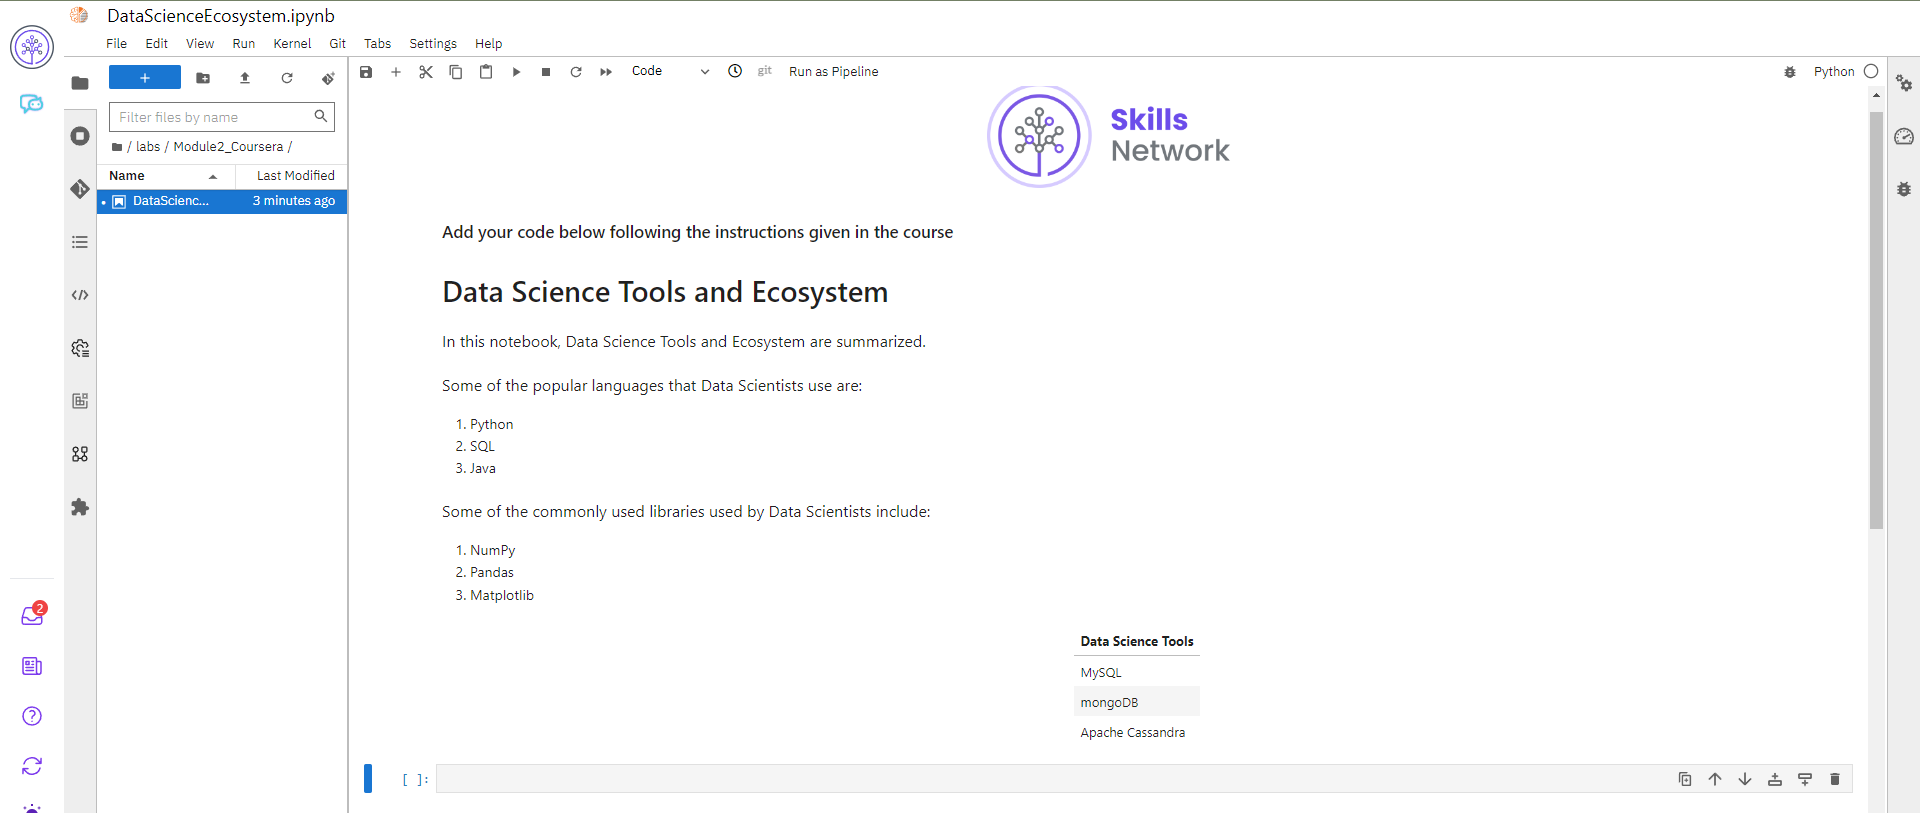 DataScienceEcosystem.ipynb
File Edit View Run Kernel Git Tabs Settings Help
+
Code
git Run as Pipeline
Python
Filter files by name
/ labs / Module2_Coursera /
Name Last Modified
DataScienc... 3 minutes ago
Skills
Network
Add your code below following the instructions given in the course
Data Science Tools and Ecosystem
In this notebook, Data Science Tools and Ecosystem are summarized.
Some of the popular languages that Data Scientists use are:
1. Python
2. SQL
3. Java
Some of the commonly used libraries used by Data Scientists include:
1. NumPy
2. Pandas
3. Matplotlib
2
Data Science Tools
MySQL
mongoDB
Apache Cassandra
[ ]: